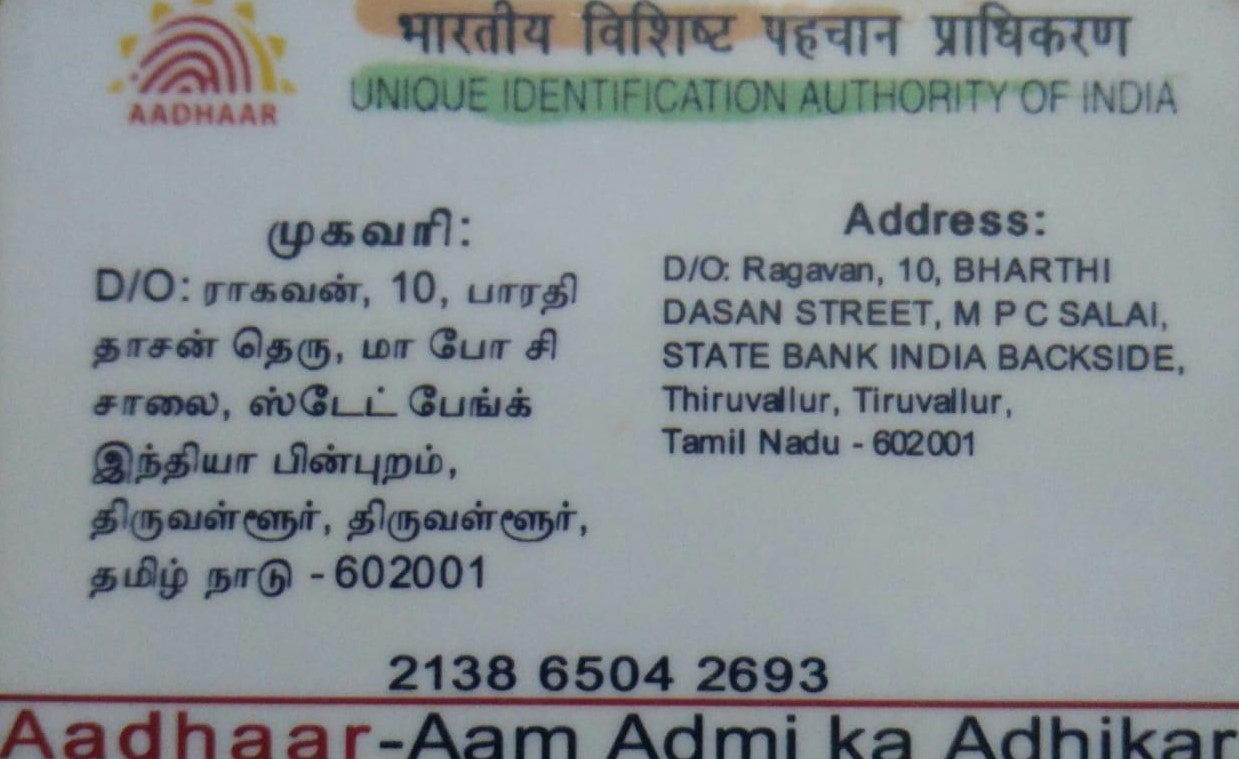 भारतीय विशिष्ट पहचान प्राधिकरण
AADHAAR
UNIQUE IDENTIFICATION AUTHORITY OF INDIA
முகவரி:
D/O: ராகவன், 10, பாரதி
தாசன் தெரு, மா போ சி
சாலை, ஸ்டேட் பேங்க்
இந்தியா பின்புறம்,
திருவள்ளூர், திருவள்ளூர்,
தமிழ் நாடு - 602001
Address:
D/O: Ragavan, 10, BHARTHI
DASAN STREET, M P C SALAI,
STATE BANK INDIA BACKSIDE,
Thiruvallur, Tiruvallur,
Tamil Nadu - 602001
2138 6504 2693
Aadhaar-Aam Admi ka Adhikar